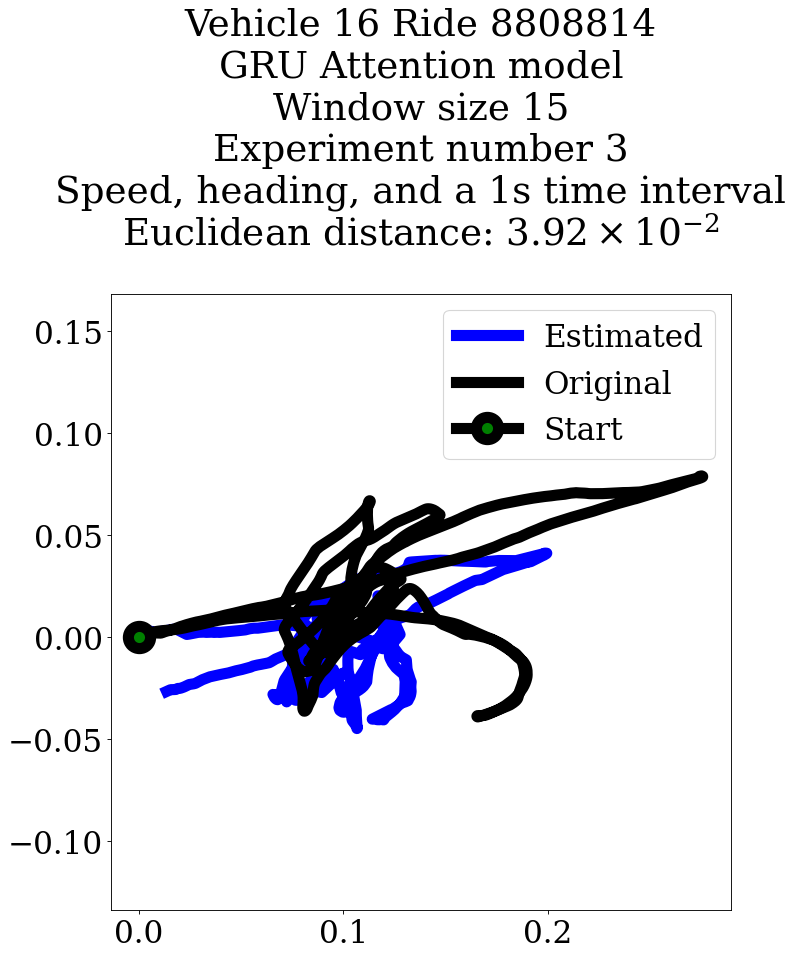 Vehicle 16 Ride 8808814
GRU Attention model
Window size 15
Experiment number 3
Speed, heading, and a 1s time interval
Euclidean distance: 3.92 × 10⁻²
Estimated
Original
Start
0.15
0.10
0.05
0.00
−0.05
−0.10
0.0 0.1 0.2